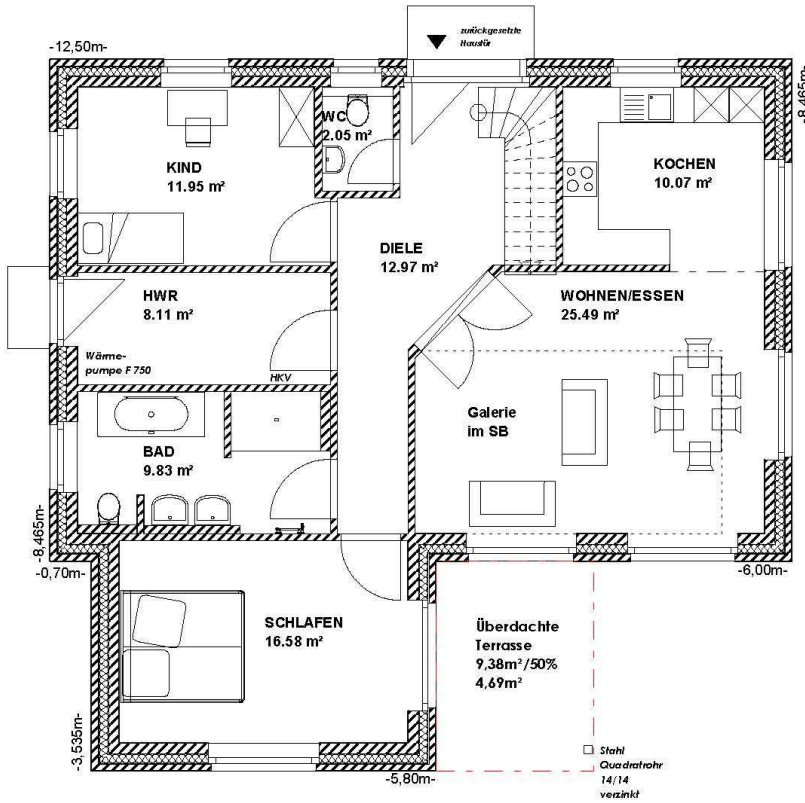 zurückgesetzte
Haustür
-12,50m-
-8,465m-
WC
2.05 m²
KIND
11.95 m²
KOCHEN
10.07 m²
DIELE
12.97 m²
HWR
8.11 m²
WOHNEN/ESSEN
25.49 m²
Wärme-
pumpe F 750
HKV
Galerie
im SB
BAD
9.83 m²
-8,465m-
-0,70m-
-6,00m-
SCHLAFEN
16.58 m²
Überdachte
Terrasse
9,38m²/50%
4,69m²
-3,535m-
-5,80m-
Stahl
Quadratrohr
14/14
verzinkt